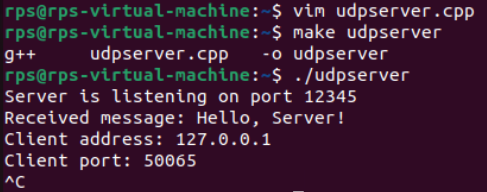 rps@rps-virtual-machine:~$ vim udpserver.cpp
rps@rps-virtual-machine:~$ make udpserver
g++     udpserver.cpp   -o udpserver
rps@rps-virtual-machine:~$ ./udpserver
Server is listening on port 12345
Received message: Hello, Server!
Client address: 127.0.0.1
Client port: 50065
^C